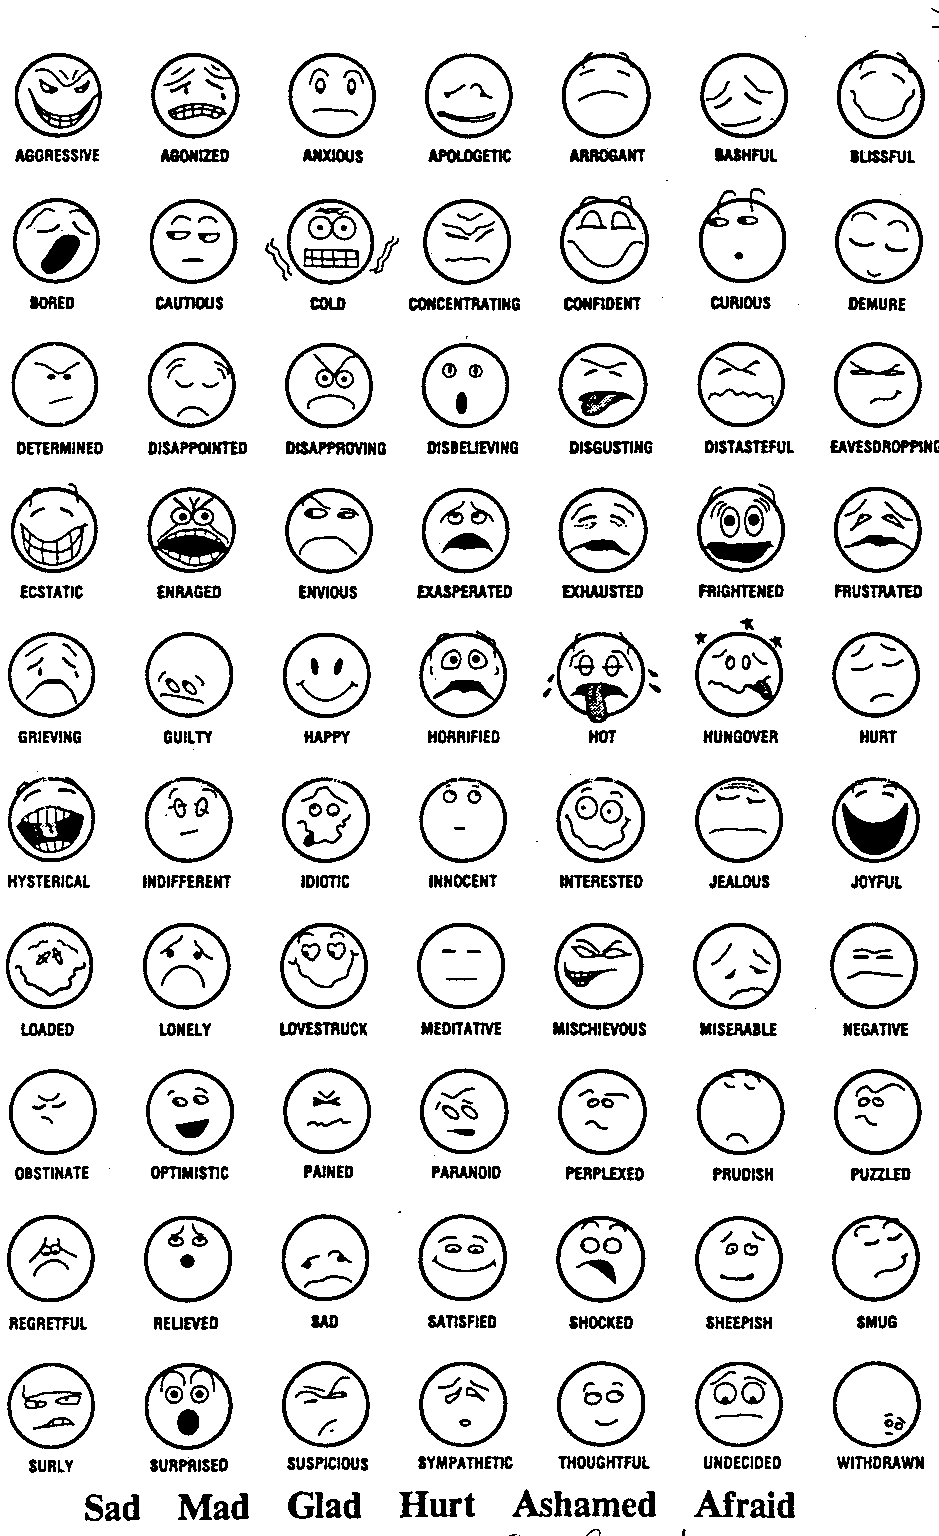 AGGRESSIVE AGONIZED ANXIOUS APOLOGETIC ARROGANT BASHFUL BLISSFUL
BORED CAUTIOUS COLD CONCENTRATING CONFIDENT CURIOUS DEMURE
DETERMINED DISAPPOINTED DISAPPROVING DISBELIEVING DISGUSTING DISTASTEFUL EAVESDROPPING
ECSTATIC ENRAGED ENVIOUS EXASPERATED EXHAUSTED FRIGHTENED FRUSTRATED
GRIEVING GUILTY HAPPY HORRIFIED HOT HUNGOVER HURT
HYSTERICAL INDIFFERENT IDIOTIC INNOCENT INTERESTED JEALOUS JOYFUL
LOADED LONELY LOVESTRUCK MEDITATIVE MISCHIEVOUS MISERABLE NEGATIVE
OBSTINATE OPTIMISTIC PAINED PARANOID PERPLEXED PRUDISH PUZZLED
REGRETFUL RELIEVED SAD SATISFIED SHOCKED SHEEPISH SMUG
SURLY SURPRISED SUSPICIOUS SYMPATHETIC THOUGHTFUL UNDECIDED WITHDRAWN
Sad Mad Glad Hurt Ashamed Afraid